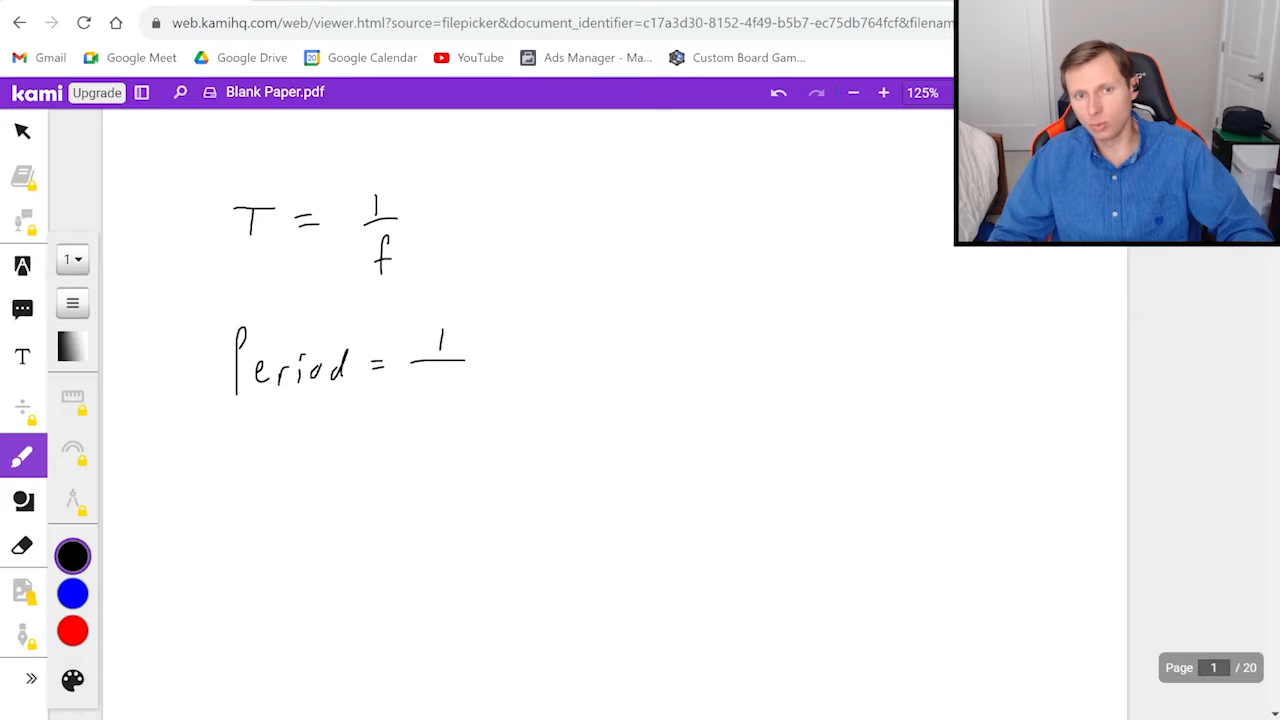 web.kamihq.com/web/viewer.html?source=filepicker&document_identifier=c17a3d30-8152-4f49-b5b7-ec75db764fcf&filenam
Gmail Google Meet Google Drive 20 Google Calendar YouTube Ads Manager - Ma... Custom Board Gam...
kami Upgrade Blank Paper.pdf 125%
T = 1/f
1
Period = 1
T
Page 1 / 20